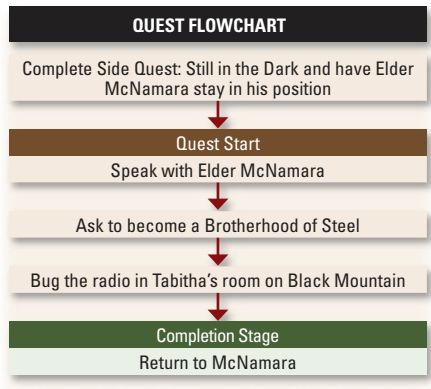 QUEST FLOWCHART
Complete Side Quest: Still in the Dark and have Elder
McNamara stay in his position
Quest Start
Speak with Elder McNamara
Ask to become a Brotherhood of Steel
Bug the radio in Tabitha's room on Black Mountain
Completion Stage
Return to McNamara